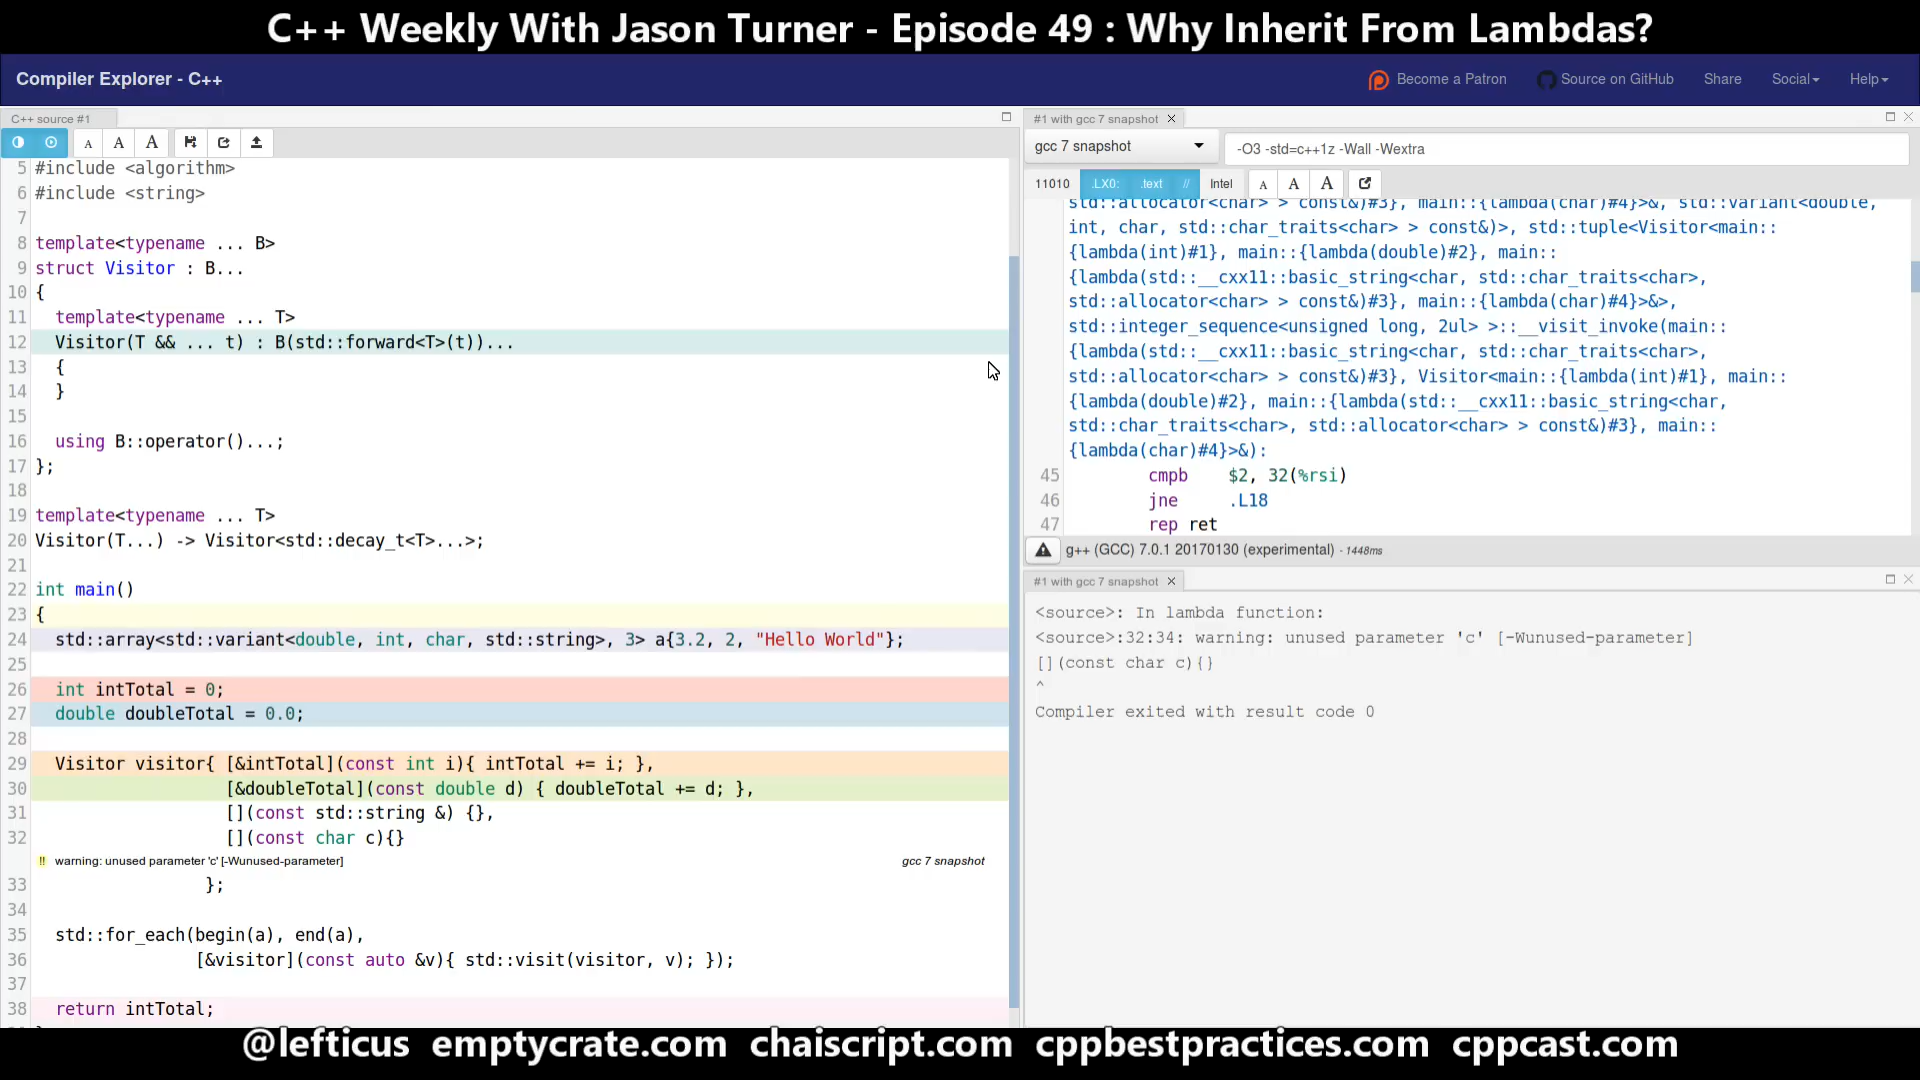 C++ Weekly With Jason Turner - Episode 49 : Why Inherit From Lambdas?
Compiler Explorer - C++
Become a Patron
Source on GitHub
Share
Social
Help
C++ source #1
A A A
5 #include <algorithm>
6 #include <string>
7
8 template<typename ... B>
9 struct Visitor : B...
10 {
11   template<typename ... T>
12   Visitor(T && ... t) : B(std::forward<T>(t))...
13   {
14   }
15
16   using B::operator()...;
17 };
18
19 template<typename ... T>
20 Visitor(T...) -> Visitor<std::decay_t<T>...>;
21
22 int main()
23 {
24   std::array<std::variant<double, int, char, std::string>, 3> a{3.2, 2, "Hello World"};
25
26   int intTotal = 0;
27   double doubleTotal = 0.0;
28
29   Visitor visitor{ [&intTotal](const int i){ intTotal += i; },
30                    [&doubleTotal](const double d) { doubleTotal += d; },
31                    [](const std::string &) {},
32                    [](const char c){}
!! warning: unused parameter 'c' [-Wunused-parameter] gcc 7 snapshot
33                  };
34
35   std::for_each(begin(a), end(a),
36                 [&visitor](const auto &v){ std::visit(visitor, v); });
37
38   return intTotal;
#1 with gcc 7 snapshot ×
gcc 7 snapshot
-O3 -std=c++1z -Wall -Wextra
11010 .LX0: .text // Intel A A A
std::allocator<char> > const&)#3}, main::{lambda(char)#4}>&, std::variant<double,
int, char, std::char_traits<char> > const&)>, std::tuple<Visitor<main::
{lambda(int)#1}, main::{lambda(double)#2}, main::
{lambda(std::__cxx11::basic_string<char, std::char_traits<char>,
std::allocator<char> > const&)#3}, main::{lambda(char)#4}>&>,
std::integer_sequence<unsigned long, 2ul> >::__visit_invoke(main::
{lambda(std::__cxx11::basic_string<char, std::char_traits<char>,
std::allocator<char> > const&)#3}, Visitor<main::{lambda(int)#1}, main::
{lambda(double)#2}, main::{lambda(std::__cxx11::basic_string<char,
std::char_traits<char>, std::allocator<char> > const&)#3}, main::
{lambda(char)#4}>&):
45 cmpb $2, 32(%rsi)
46 jne .L18
47 rep ret
g++ (GCC) 7.0.1 20170130 (experimental) - 1448ms
#1 with gcc 7 snapshot ×
<source>: In lambda function:
<source>:32:34: warning: unused parameter 'c' [-Wunused-parameter]
[](const char c){}
^
Compiler exited with result code 0
@lefticus emptycrate.com chaiscript.com cppbestpractices.com cppcast.com